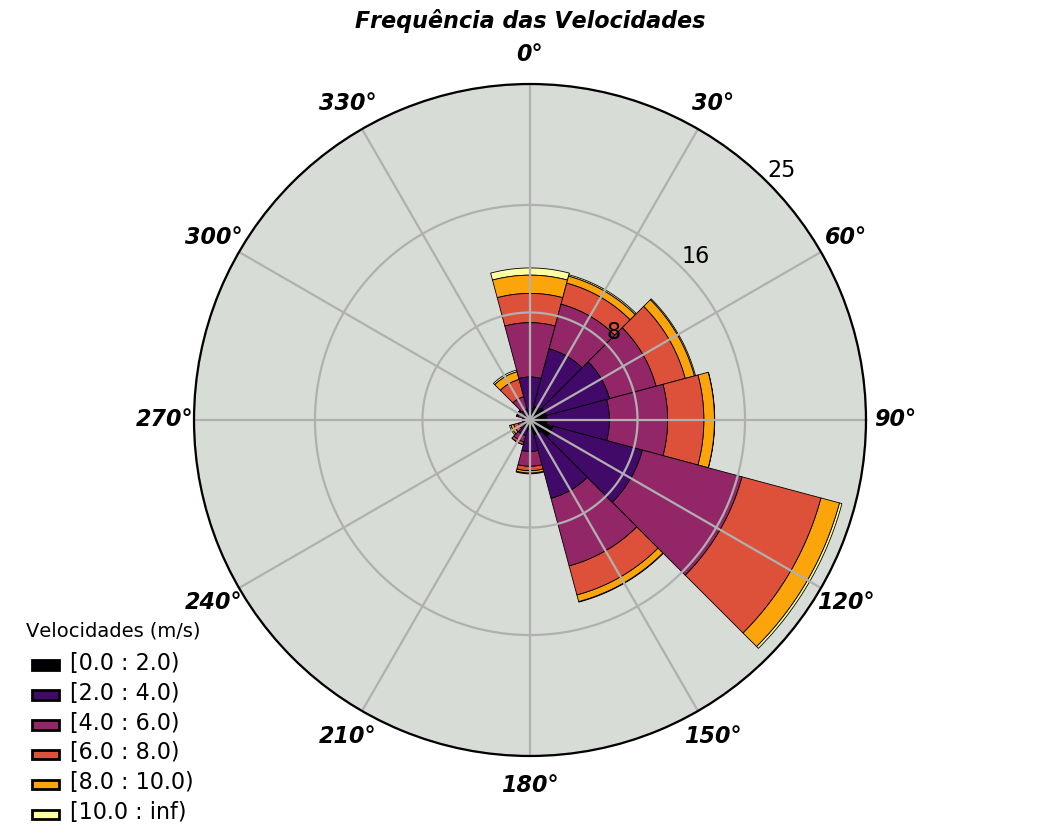 Frequência das Velocidades
0°
330°
30°
25
300°
60°
16
8
270°
90°
240°
120°
210°
150°
180°
Velocidades (m/s)
[0.0 : 2.0)
[2.0 : 4.0)
[4.0 : 6.0)
[6.0 : 8.0)
[8.0 : 10.0)
[10.0 : inf)